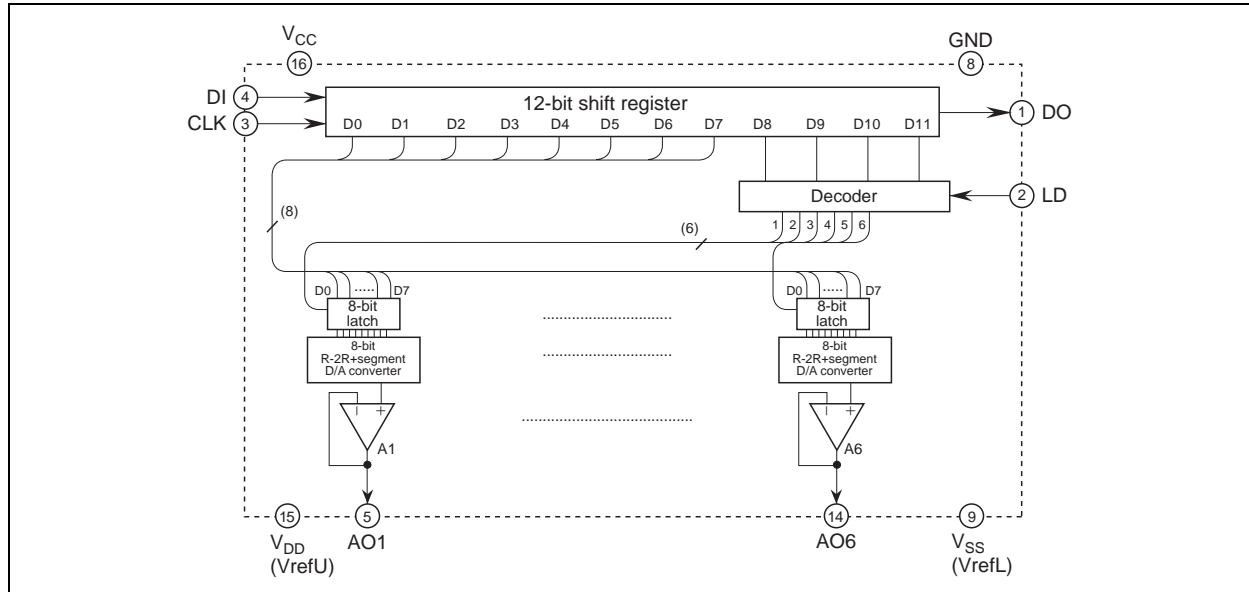 VCC
16
GND
8
DI 4
12-bit shift register
1 DO
CLK 3
D0 D1 D2 D3 D4 D5 D6 D7 D8 D9 D10 D11
Decoder
2 LD
(8)
1 2 3 4 5 6
(6)
D0 ..... D7
D0 ..... D7
8-bit
latch
8-bit
latch
8-bit
R-2R+segment
D/A converter
8-bit
R-2R+segment
D/A converter
− +
− +
A1
A6
15
5
14
9
VDD
(VrefU)
AO1
AO6
VSS
(VrefL)